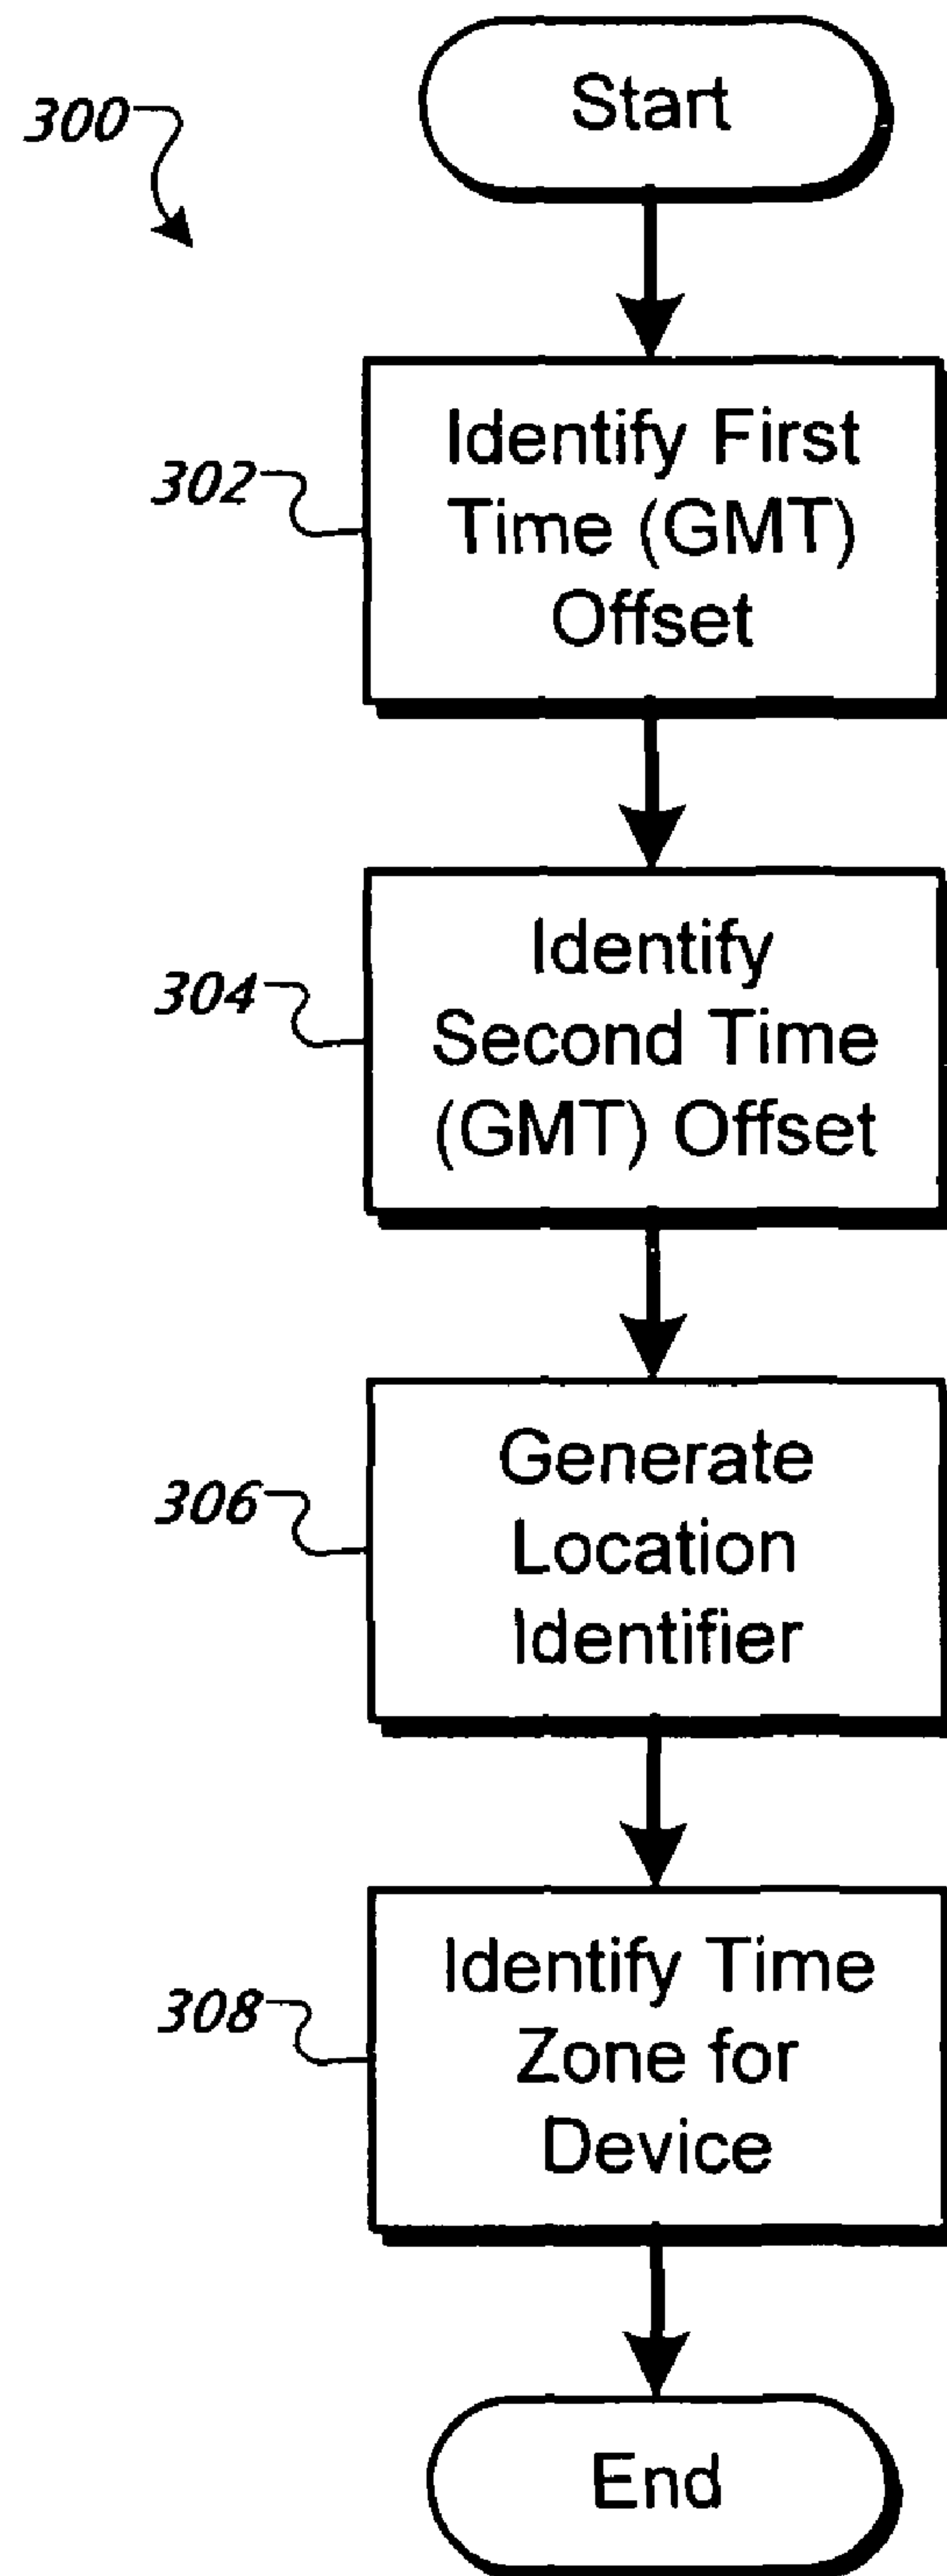 300
Start
302
Identify First
Time (GMT)
Offset
304
Identify
Second Time
(GMT) Offset
306
Generate
Location
Identifier
308
Identify Time
Zone for
Device
End